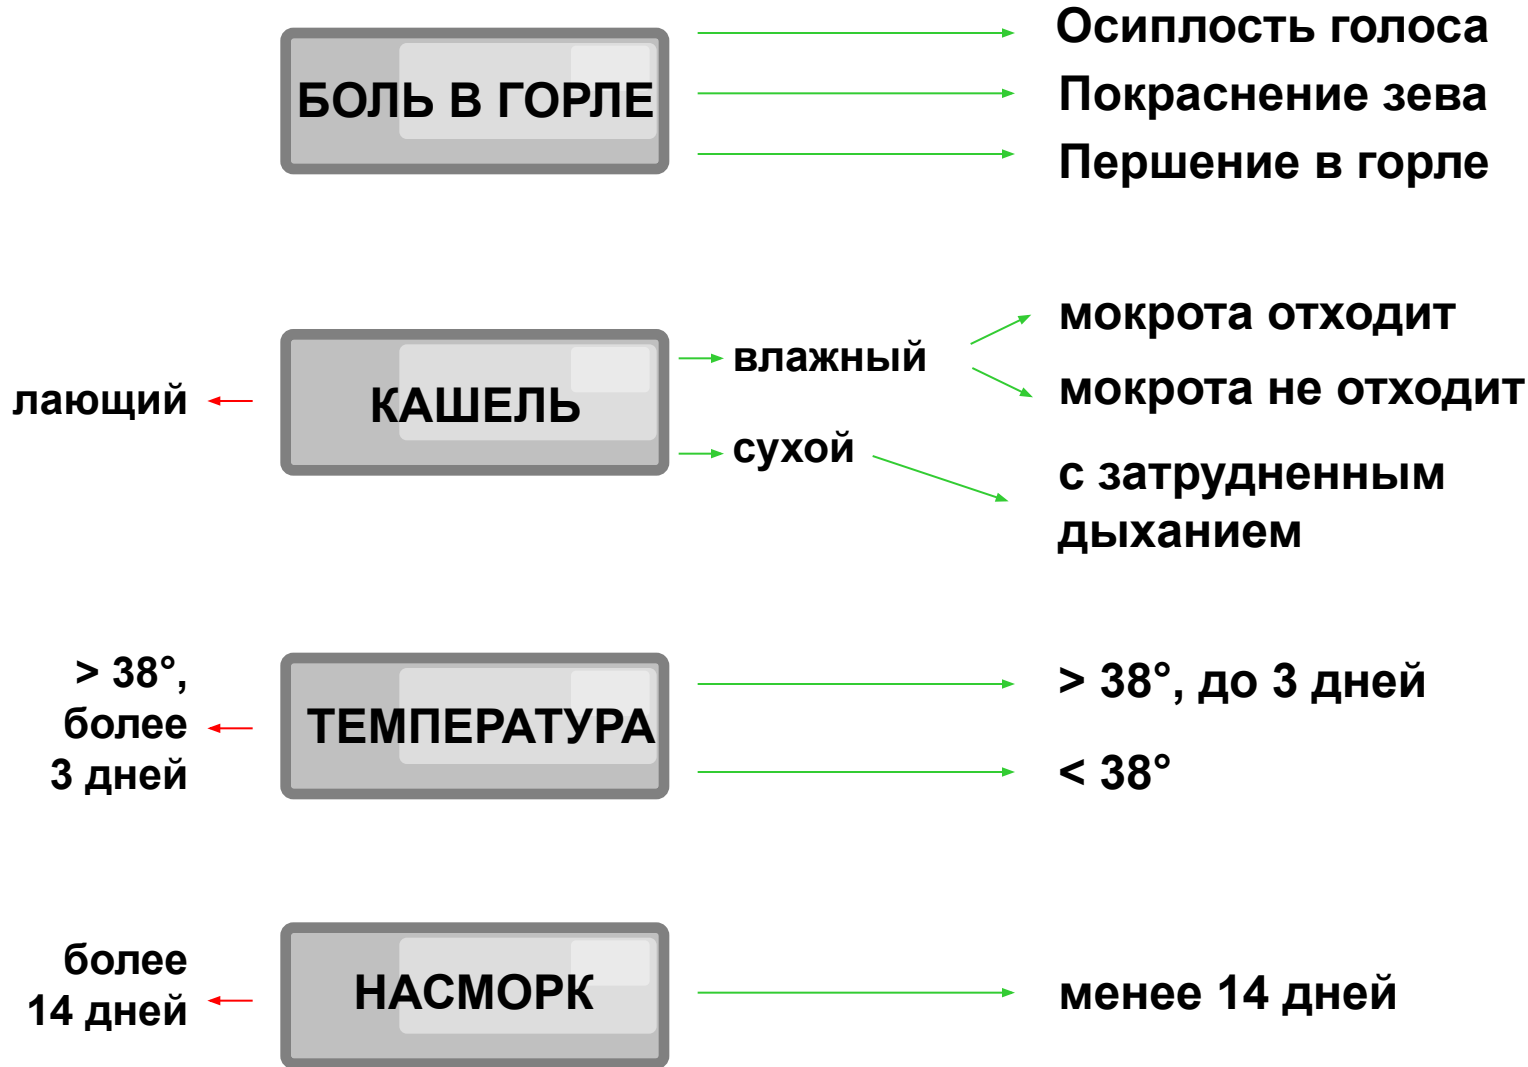 БОЛЬ В ГОРЛЕ
Осиплость голоса
Покраснение зева
Першение в горле
лающий
КАШЕЛЬ
влажный
сухой
мокрота отходит
мокрота не отходит
с затрудненным
дыханием
> 38°,
более
3 дней
ТЕМПЕРАТУРА
> 38°, до 3 дней
< 38°
более
14 дней
НАСМОРК
менее 14 дней